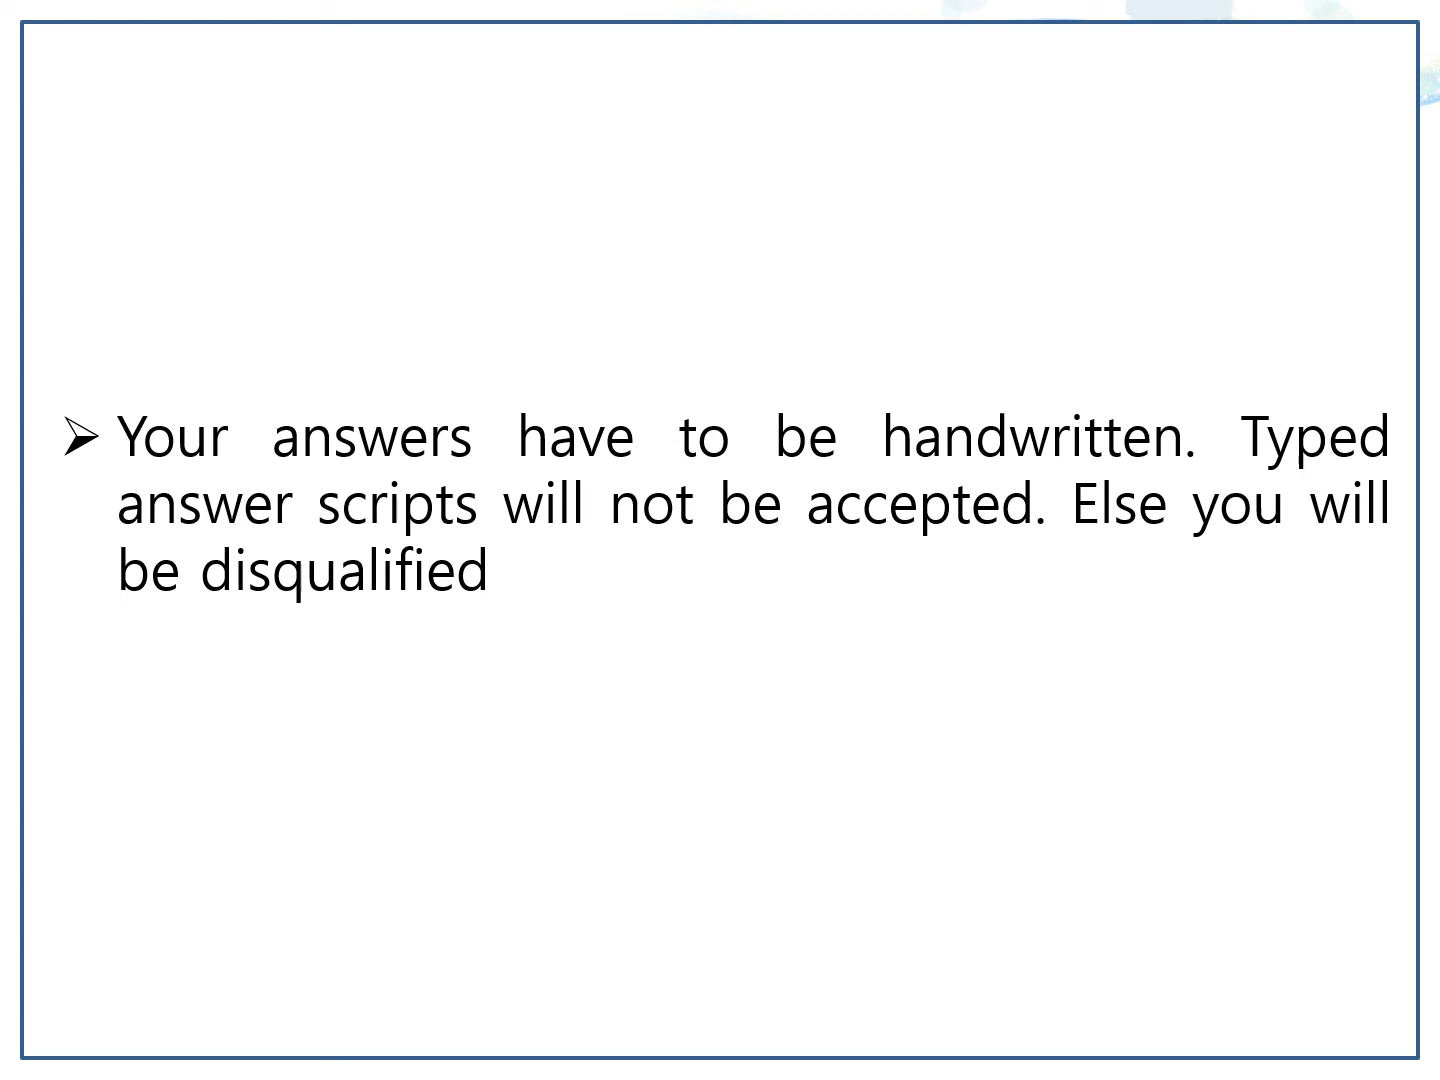 ➢ Your answers have to be handwritten. Typed
answer scripts will not be accepted. Else you will
be disqualified